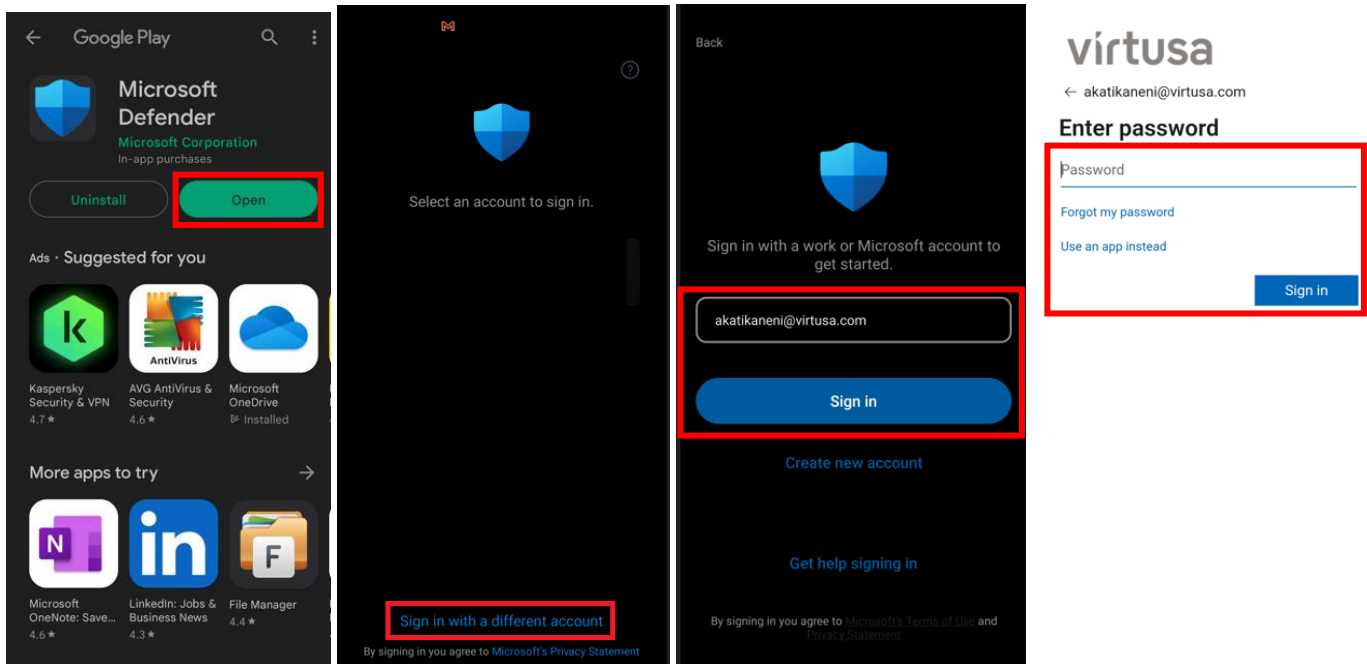 Google Play
Microsoft
Defender
Microsoft Corporation
In-app purchases
Uninstall
Open
Ads · Suggested for you
k
AntiVirus
Kaspersky
Security & VPN
4.7 ★
AVG AntiVirus &
Security
4.6 ★
Microsoft
OneDrive
Installed
More apps to try
N
in
F
Microsoft
OneNote: Save...
4.6 ★
LinkedIn: Jobs &
Business News
4.3 ★
File Manager
4.4 ★
?
Select an account to sign in.
Sign in with a different account
By signing in you agree to Microsoft's Privacy Statement
Back
Sign in with a work or Microsoft account to
get started.
akatikaneni@virtusa.com
Sign in
Create new account
Get help signing in
By signing in you agree to Microsoft's Terms of Use and
Privacy Statement
vírtusa
← akatikaneni@virtusa.com
Enter password
Password
Forgot my password
Use an app instead
Sign in